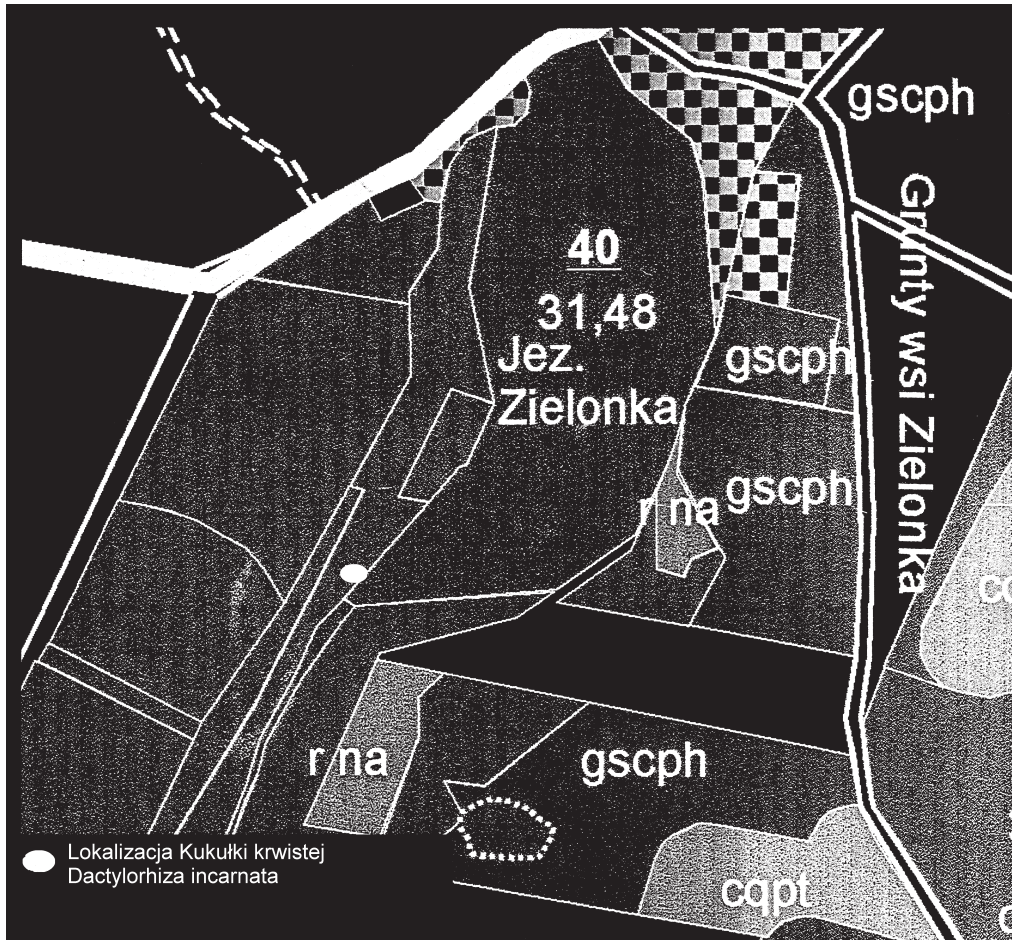 gscph
Grunty wsi Zielonka
40
31,48
Jez.
Zielonka
gscph
gscph
r na
r na
gscph
cqpt
Lokalizacja Kukułki krwistej
Dactylorhiza incarnata